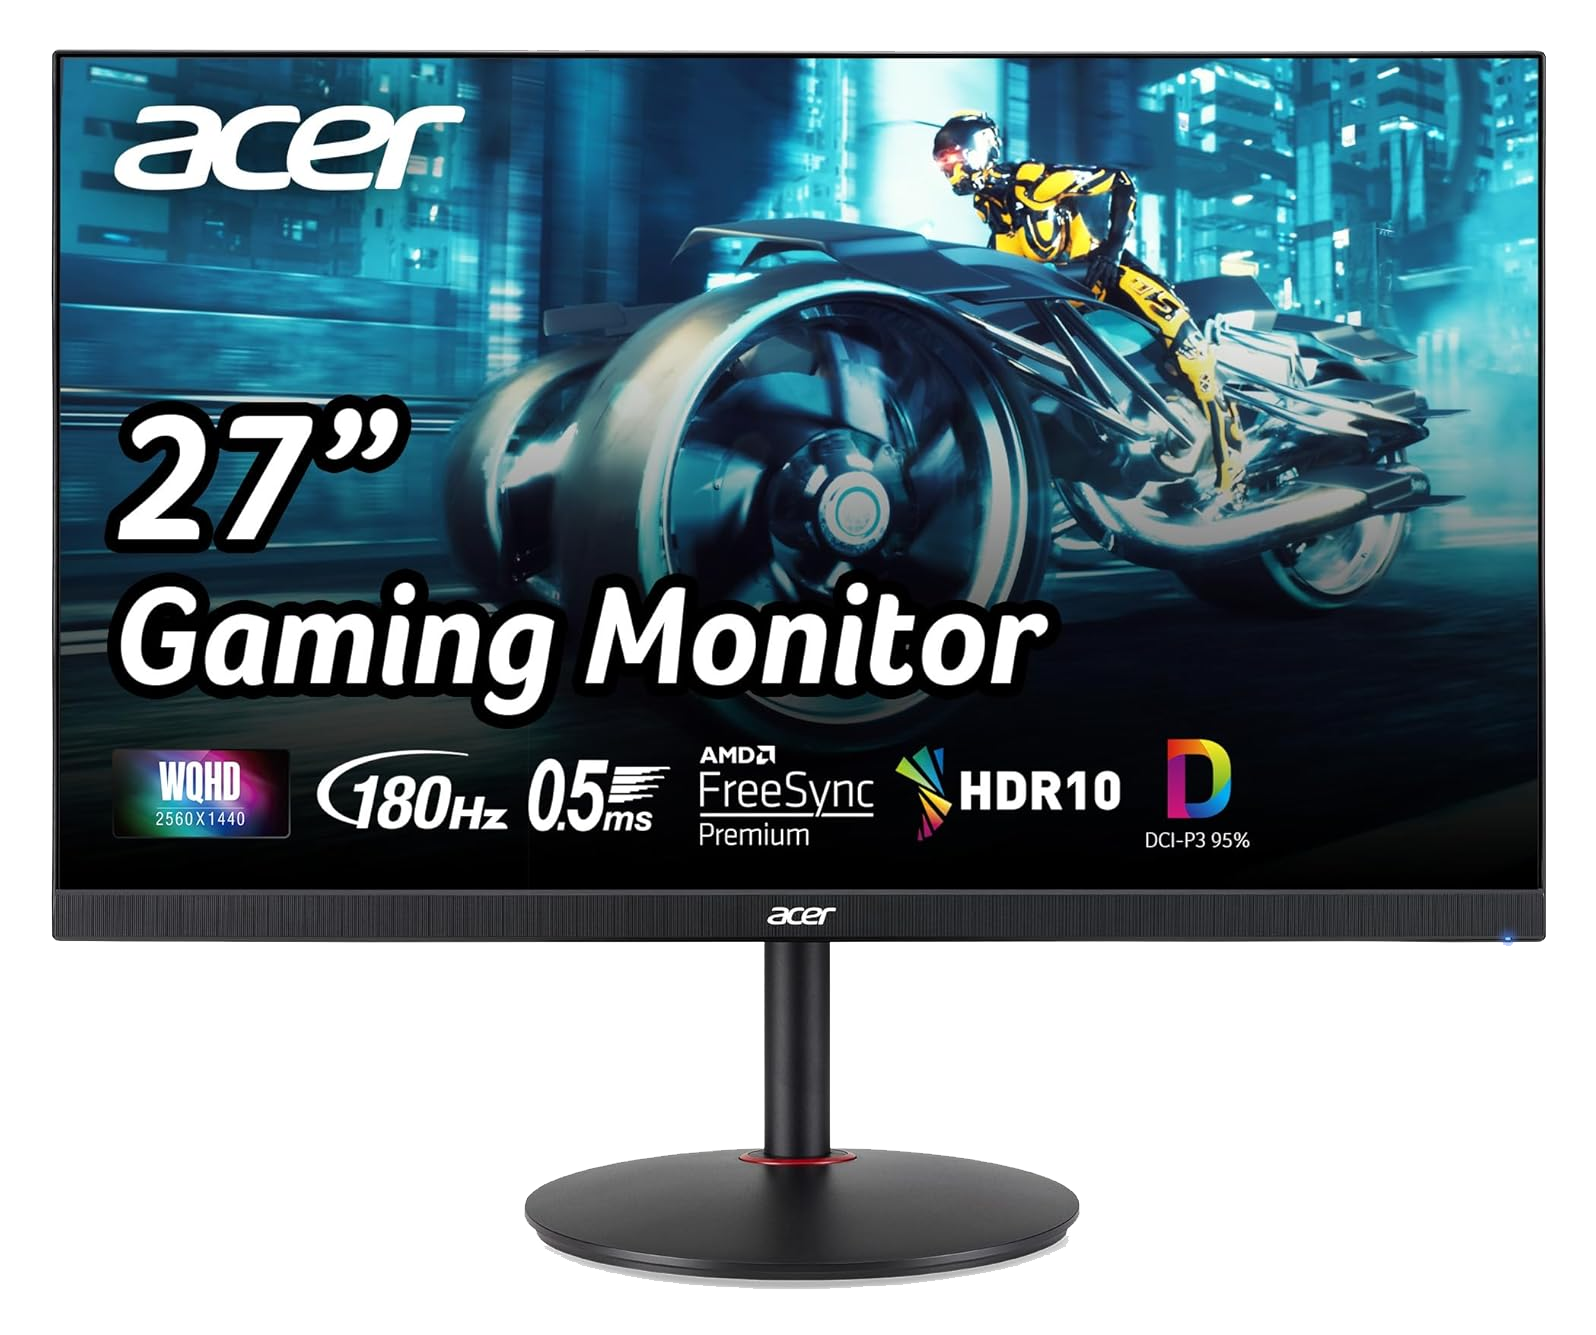 acer
27”
Gaming Monitor
WQHD
2560X1440
180Hz
0.5ms
AMD
FreeSync
Premium
HDR10
DCI-P3 95%
acer